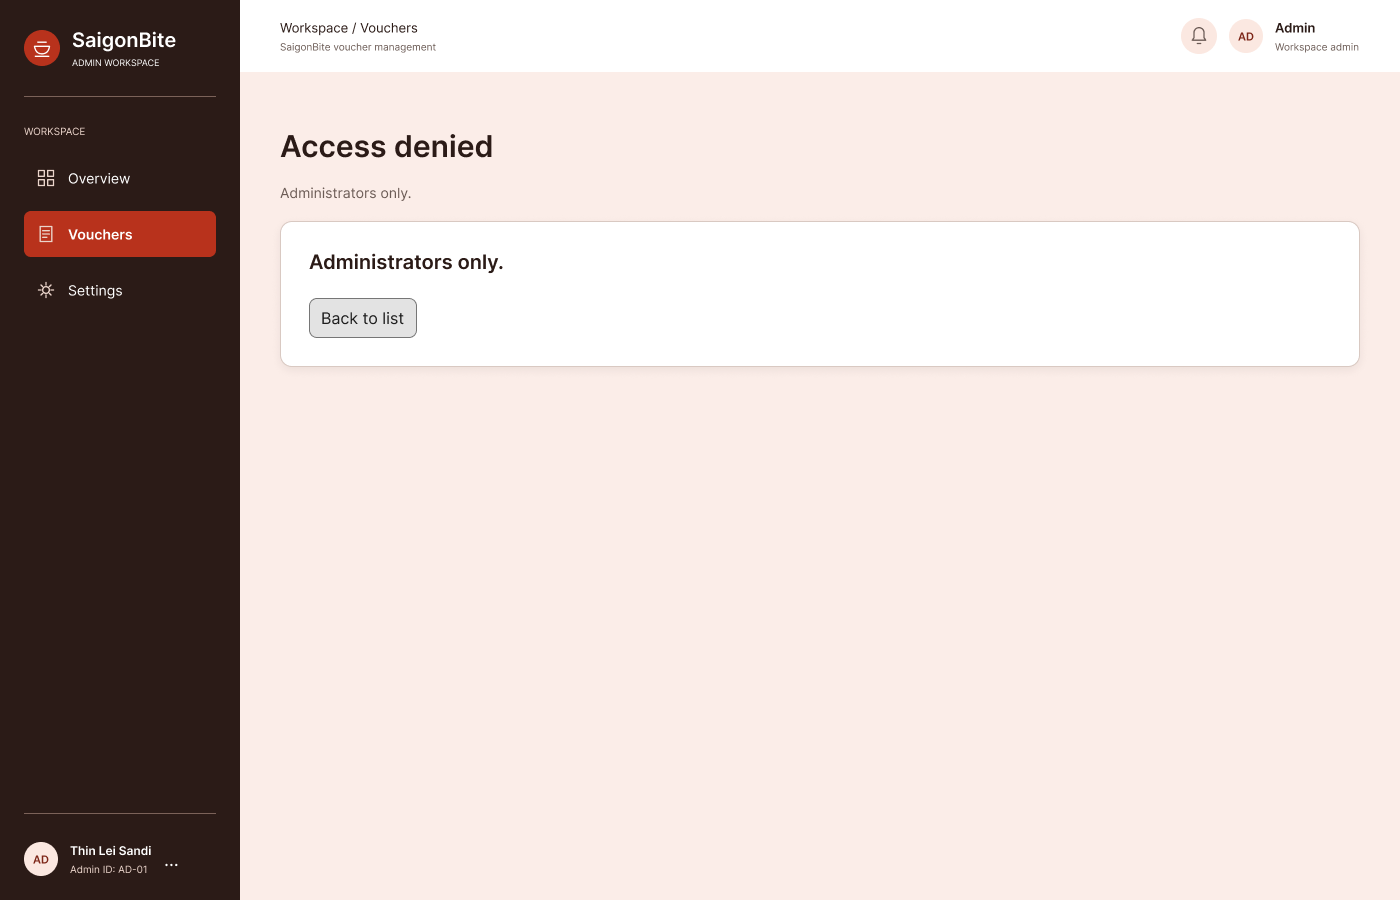 SaigonBite
ADMIN WORKSPACE
WORKSPACE
Overview
Vouchers
Settings
AD
Thin Lei Sandi
Admin ID: AD-01
...
Workspace / Vouchers
SaigonBite voucher management
AD
Admin
Workspace admin
Access denied
Administrators only.
Administrators only.
Back to list